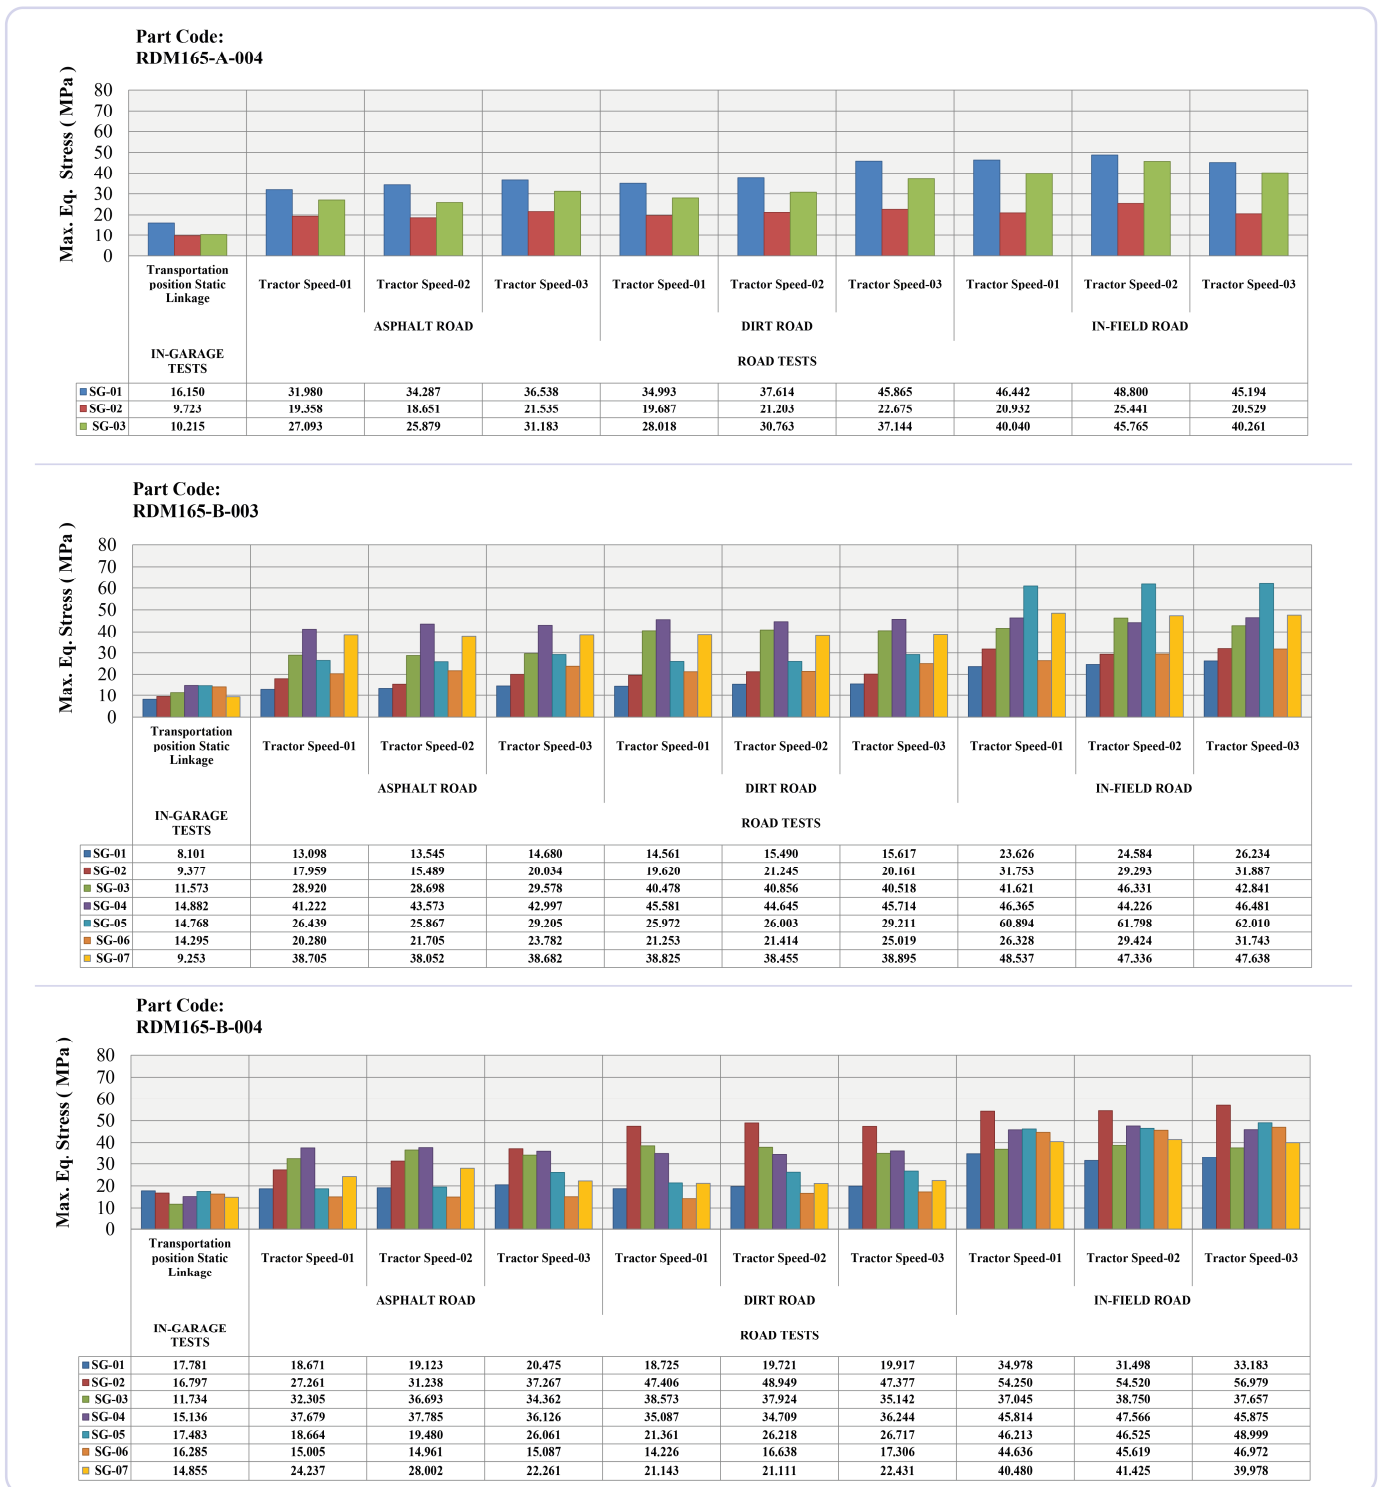 Part Code:
RDM165-A-004
Max. Eq. Stress ( MPa )
80
70
60
50
40
30
20
10
0
Transportation position Static Linkage Tractor Speed-01 Tractor Speed-02 Tractor Speed-03 Tractor Speed-01 Tractor Speed-02 Tractor Speed-03 Tractor Speed-01 Tractor Speed-02 Tractor Speed-03
ASPHALT ROAD DIRT ROAD IN-FIELD ROAD
IN-GARAGE TESTS ROAD TESTS
SG-01 16.150 31.980 34.287 36.538 34.993 37.614 45.865 46.442 48.800 45.194
SG-02 9.723 19.358 18.651 21.535 19.687 21.203 22.675 20.932 25.441 20.529
SG-03 10.215 27.093 25.879 31.183 28.018 30.763 37.144 40.040 45.765 40.261
Part Code:
RDM165-B-003
Max. Eq. Stress ( MPa )
80
70
60
50
40
30
20
10
0
Transportation position Static Linkage Tractor Speed-01 Tractor Speed-02 Tractor Speed-03 Tractor Speed-01 Tractor Speed-02 Tractor Speed-03 Tractor Speed-01 Tractor Speed-02 Tractor Speed-03
ASPHALT ROAD DIRT ROAD IN-FIELD ROAD
IN-GARAGE TESTS ROAD TESTS
SG-01 8.101 13.098 13.545 14.680 14.561 15.490 15.617 23.626 24.584 26.234
SG-02 9.377 17.959 15.489 20.034 19.620 21.245 20.161 31.753 29.293 31.887
SG-03 11.573 28.920 28.698 29.578 40.478 40.856 40.518 41.621 46.331 42.841
SG-04 14.882 41.222 43.573 42.997 45.581 44.645 45.714 46.365 44.226 46.481
SG-05 14.768 26.439 25.867 29.205 25.972 26.003 29.211 60.894 61.798 62.010
SG-06 14.295 20.280 21.705 23.782 21.253 21.414 25.019 26.328 29.424 31.743
SG-07 9.253 38.705 38.052 38.682 38.825 38.455 38.895 48.537 47.336 47.638
Part Code:
RDM165-B-004
Max. Eq. Stress ( MPa )
80
70
60
50
40
30
20
10
0
Transportation position Static Linkage Tractor Speed-01 Tractor Speed-02 Tractor Speed-03 Tractor Speed-01 Tractor Speed-02 Tractor Speed-03 Tractor Speed-01 Tractor Speed-02 Tractor Speed-03
ASPHALT ROAD DIRT ROAD IN-FIELD ROAD
IN-GARAGE TESTS ROAD TESTS
SG-01 17.781 18.671 19.123 20.475 18.725 19.721 19.917 34.978 31.498 33.183
SG-02 16.797 27.261 31.238 37.267 47.406 48.949 47.377 54.250 54.520 56.979
SG-03 11.734 32.305 36.693 34.362 38.573 37.924 35.142 37.045 38.750 37.657
SG-04 15.136 37.679 37.785 36.126 35.087 34.709 36.244 45.814 47.566 45.875
SG-05 17.483 18.664 19.480 26.061 21.361 26.218 26.717 46.213 46.525 48.999
SG-06 16.285 15.005 14.961 15.087 14.226 16.638 17.306 44.636 45.619 46.972
SG-07 14.855 24.237 28.002 22.261 21.143 21.111 22.431 40.480 41.425 39.978